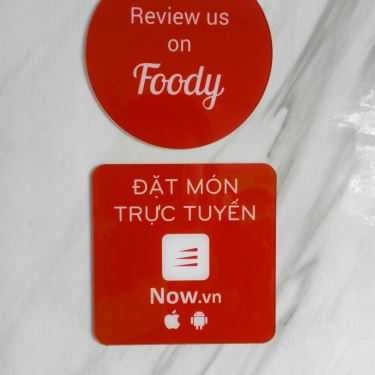 Review us
on
Foody
ĐẶT MÓN
TRỰC TUYẾN
Now.vn